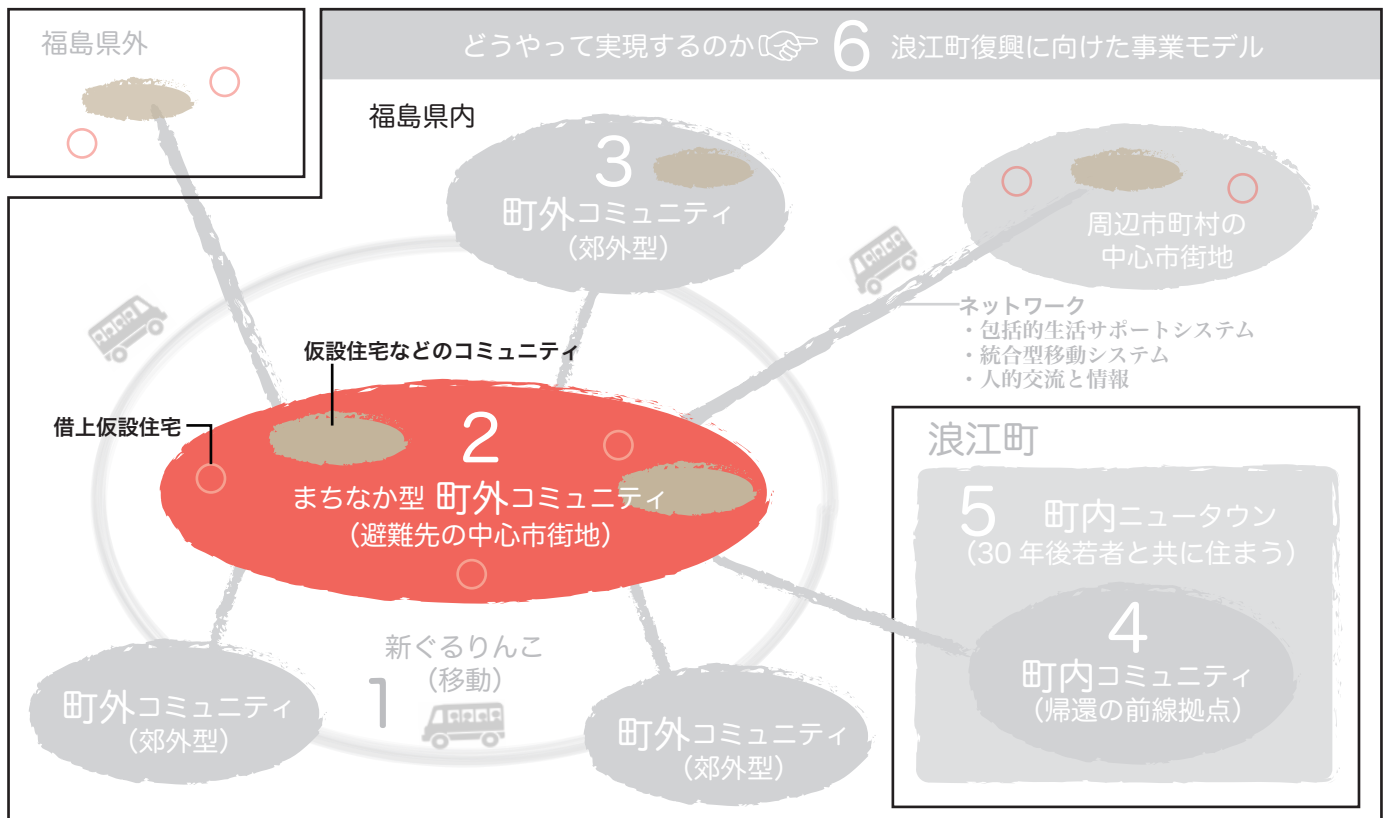 福島県外
どうやって実現するのか 6 浪江町復興に向けた事業モデル
福島県内
3
町外コミュニティ
（郊外型）
周辺市町村の
中心市街地
ネットワーク
・包括的生活サポートシステム
・統合型移動システム
・人的交流と情報
仮設住宅などのコミュニティ
借上仮設住宅
2
まちなか型 町外コミュニティ
（避難先の中心市街地）
浪江町
5 町内ニュータウン
（30 年後若者と共に住まう）
4
町内コミュニティ
（帰還の前線拠点）
新ぐるりんこ
（移動）
1
町外コミュニティ
（郊外型）
町外コミュニティ
（郊外型）